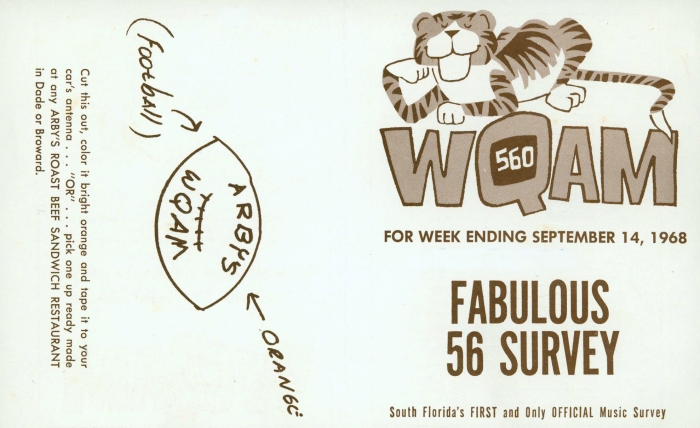 Cut this out, color it bright orange and tape it to your
car's antenna . . . "OR" . . . pick one up ready made
at any ARBY'S ROAST BEEF SANDWICH RESTAURANT
in Dade or Broward.
(FOOTBALL)
ARBY'S
WQAM
ORANGE
WQAM
560
FOR WEEK ENDING SEPTEMBER 14, 1968
FABULOUS
56 SURVEY
South Florida's FIRST and Only OFFICIAL Music Survey